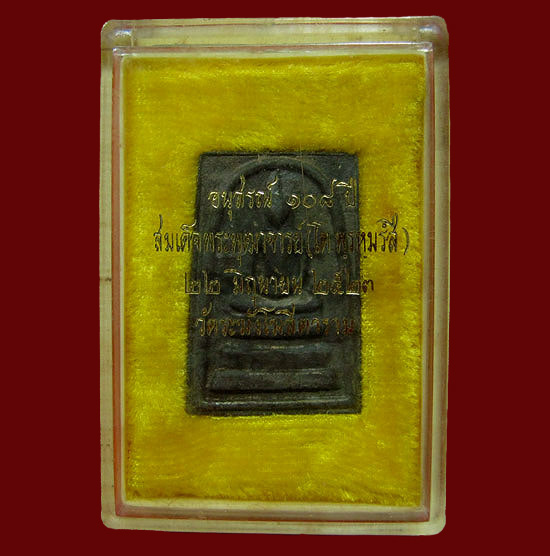 อนุสรณ์ ๑๐๘ ปี
สมเด็จพระพุฒาจารย์(โต พฺรหฺมรํสี)
๒๒ มิถุนายน ๒๕๒๓
วัดระฆังโฆสิตาราม